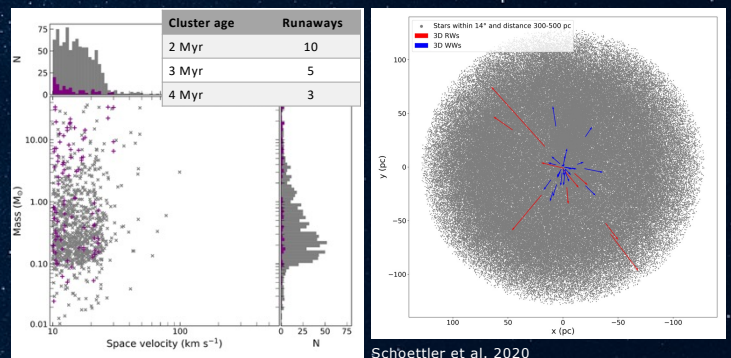 Cluster age Runaways
2 Myr 10
3 Myr 5
4 Myr 3
75
50
25
0
N
10.00
1.00
0.10
0.01
Mass (M⊙)
10 100
Space velocity (km s⁻¹)
0 25 50 75
N
Stars within 14° and distance 300-500 pc
3D RWs
3D WWs
100
50
0
−50
−100
y (pc)
100 50 0 −50 −100
x (pc)
Schoettler et al. 2020